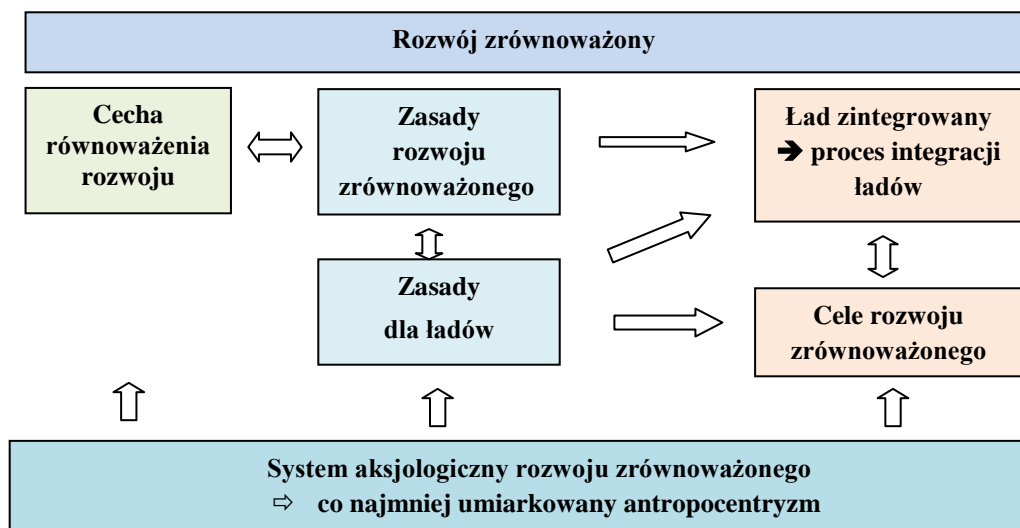 Rozwój zrównoważony
Cecha
równoważenia
rozwoju
Zasady
rozwoju
zrównoważonego
Ład zintegrowany
➔ proces integracji
ładów
Zasady
dla ładów
Cele rozwoju
zrównoważonego
System aksjologiczny rozwoju zrównoważonego
⇨ co najmniej umiarkowany antropocentryzm